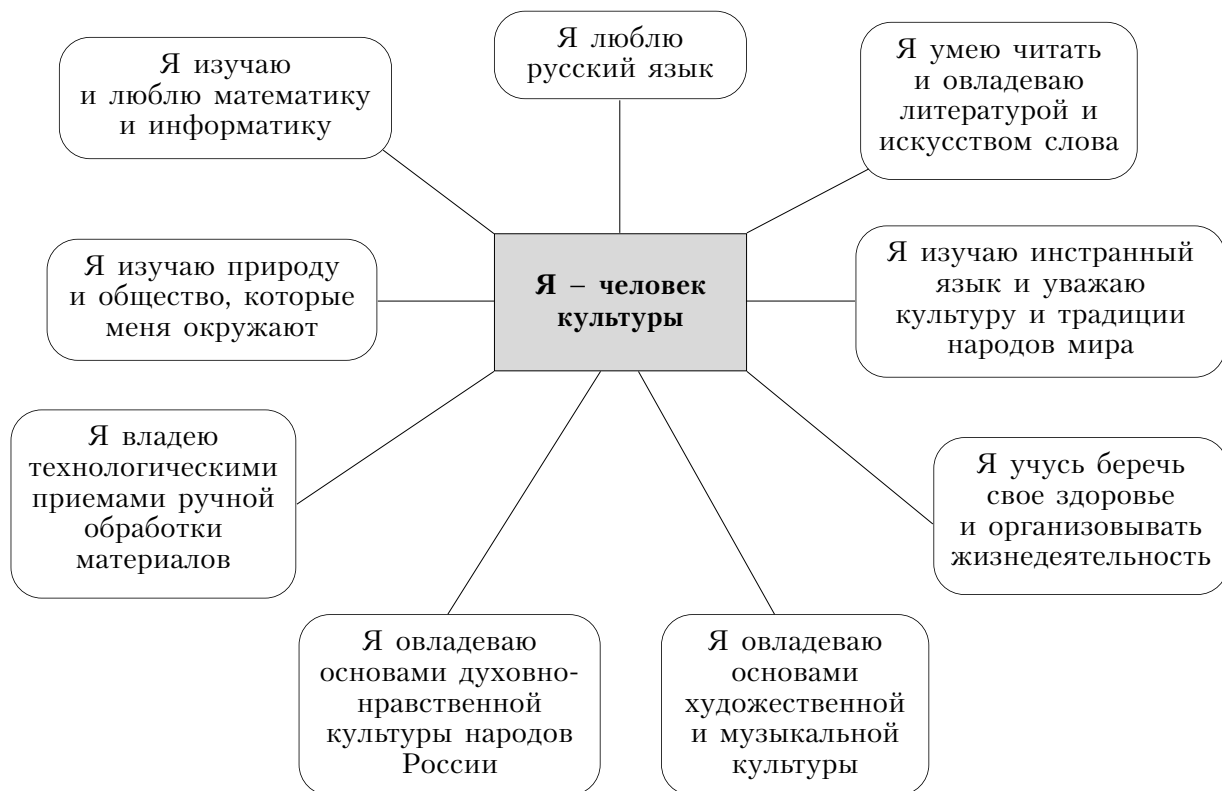 Я люблю
русский язык
Я изучаю
и люблю математику
и информатику
Я умею читать
и овладеваю
литературой и
искусством слова
Я изучаю природу
и общество, которые
меня окружают
Я – человек
культуры
Я изучаю инстранный
язык и уважаю
культуру и традиции
народов мира
Я владею
технологическими
приемами ручной
обработки
материалов
Я учусь беречь
свое здоровье
и организовывать
жизнедеятельность
Я овладеваю
основами духовно-
нравственной
культуры народов
России
Я овладеваю
основами
художественной
и музыкальной
культуры